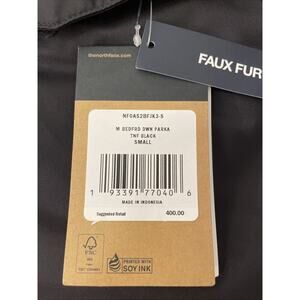 thenorthface.com
FAUX FUR
NF0A52BFJK3-S
M BEDFRD DWN PARKA
TNF BLACK
SMALL
1 93391 77040 6
MADE IN INDONESIA
Suggested Retail 400.00
FSC
PRINTED WITH
SOY INK